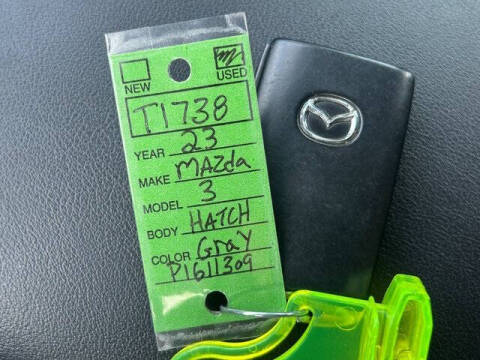 NEW USED
T1738
YEAR 23
MAKE MAZda
MODEL 3
BODY HATCH
COLOR GraY
P1611309